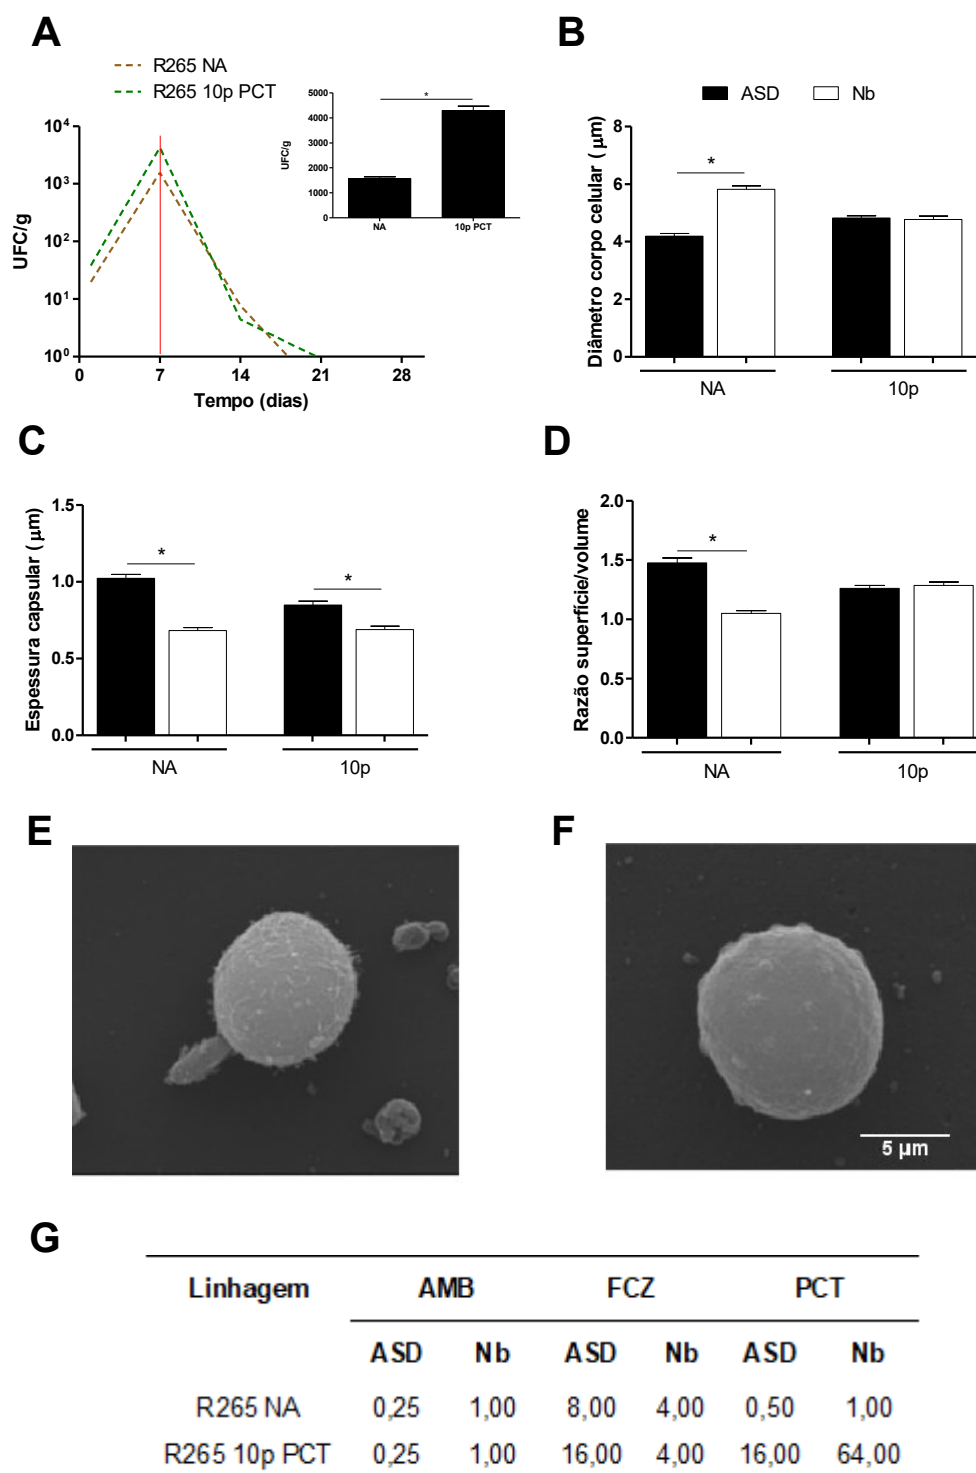 A
R265 NA
R265 10p PCT
UFC/g
10⁴
10³
10²
10¹
10⁰
0 7 14 21 28
Tempo (dias)
UFC/g
5000
4000
3000
2000
1000
0
*
NA 10p PCT
B
ASD Nb
Diâmetro corpo celular ( µm)
8
6
4
2
0
*
NA 10p
C
Espessura capsular ( µm)
1.5
1.0
0.5
0.0
* *
NA 10p
D
Razão superfície/volume
2.0
1.5
1.0
0.5
0.0
*
NA 10p
E
F
5 µm
G
Linhagem AMB FCZ PCT
ASD Nb ASD Nb ASD Nb
R265 NA 0,25 1,00 8,00 4,00 0,50 1,00
R265 10p PCT 0,25 1,00 16,00 4,00 16,00 64,00